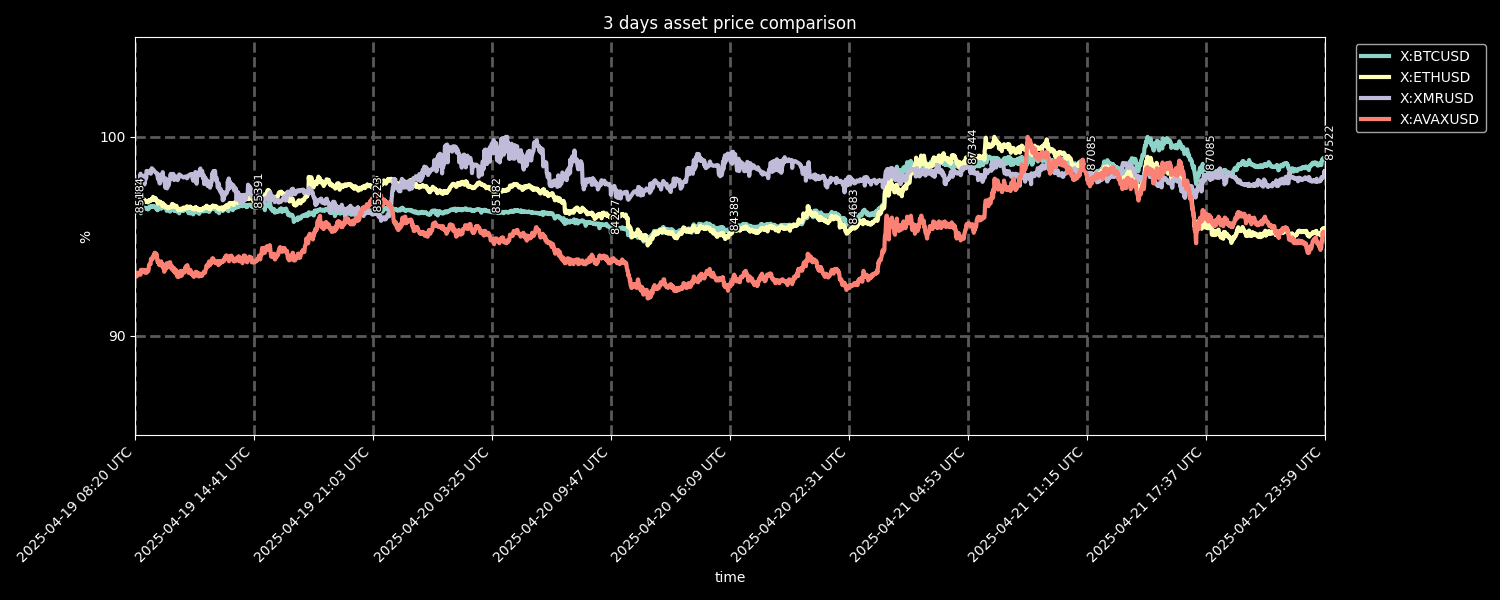 3 days asset price comparison
X:BTCUSD
X:ETHUSD
X:XMRUSD
X:AVAXUSD
100
90
%
85391
85223
85182
84227
84389
84683
87344
87085
87085
87522
2025-04-19 08:20 UTC
2025-04-19 14:41 UTC
2025-04-19 21:03 UTC
2025-04-20 03:25 UTC
2025-04-20 09:47 UTC
2025-04-20 16:09 UTC
2025-04-20 22:31 UTC
2025-04-21 04:53 UTC
2025-04-21 11:15 UTC
2025-04-21 17:37 UTC
2025-04-21 23:59 UTC
time